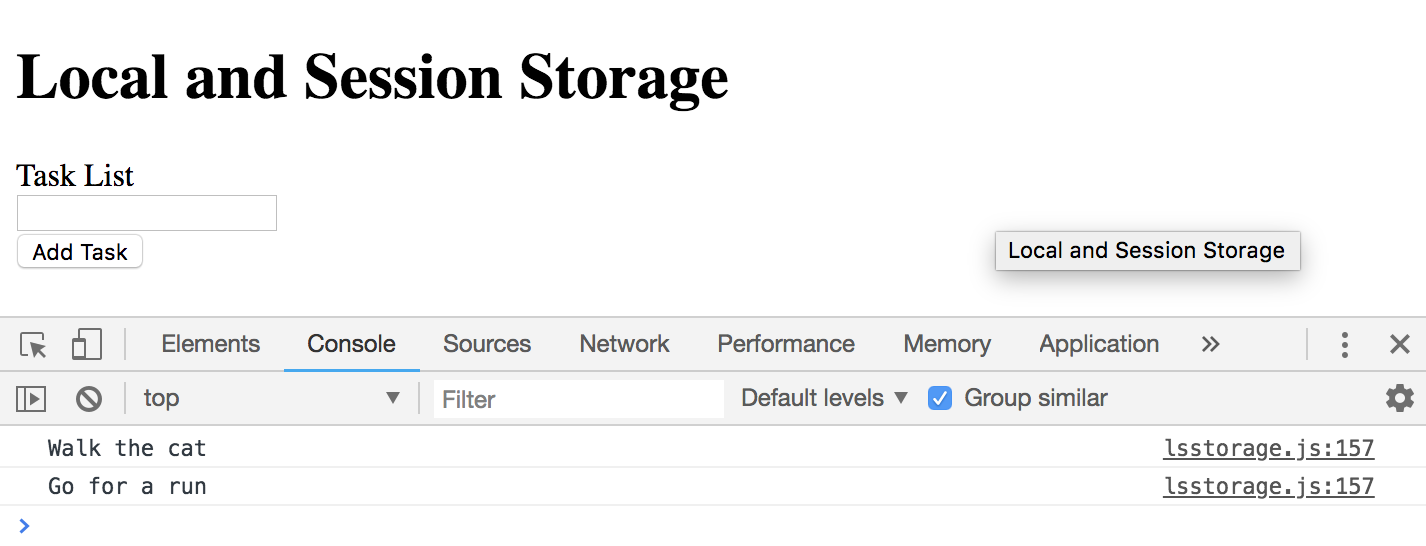 Local and Session Storage
Task List
Add Task
Local and Session Storage
Elements Console Sources Network Performance Memory Application »
top ▼ Filter Default levels ▼ Group similar
Walk the cat lsstorage.js:157
Go for a run lsstorage.js:157
>